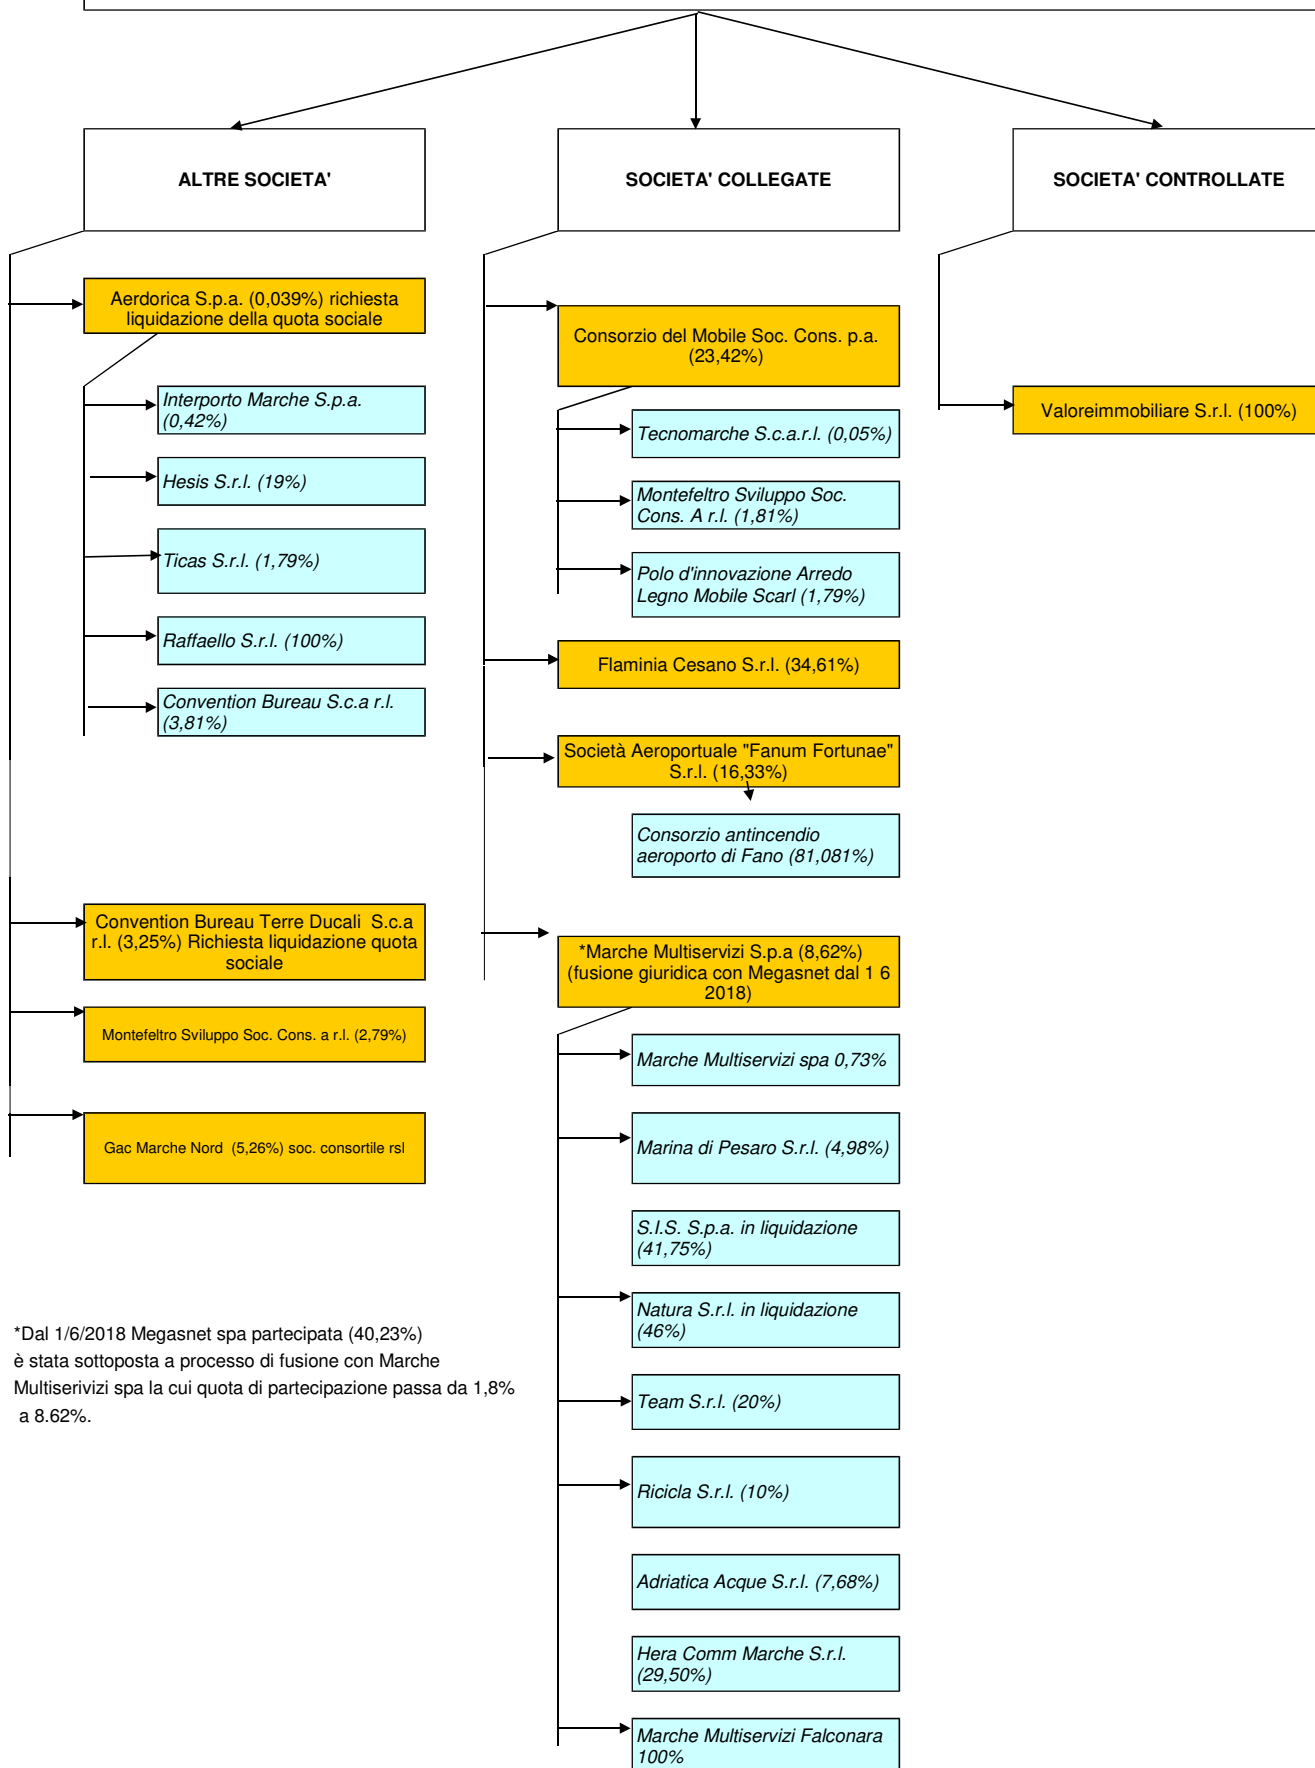 ALTRE SOCIETA'
SOCIETA' COLLEGATE
SOCIETA' CONTROLLATE
Aerdorica S.p.a. (0,039%) richiesta
liquidazione della quota sociale
Interporto Marche S.p.a.
(0,42%)
Hesis S.r.l. (19%)
Ticas S.r.l. (1,79%)
Raffaello S.r.l. (100%)
Convention Bureau S.c.a r.l.
(3,81%)
Convention Bureau Terre Ducali  S.c.a
r.l. (3,25%) Richiesta liquidazione quota
sociale
Montefeltro Sviluppo Soc. Cons. a r.l. (2,79%)
Gac Marche Nord  (5,26%) soc. consortile rsl
Consorzio del Mobile Soc. Cons. p.a.
(23,42%)
Tecnomarche S.c.a.r.l. (0,05%)
Montefeltro Sviluppo Soc.
Cons. A r.l. (1,81%)
Polo d'innovazione Arredo
Legno Mobile Scarl (1,79%)
Flaminia Cesano S.r.l. (34,61%)
Società Aeroportuale "Fanum Fortunae"
S.r.l. (16,33%)
Consorzio antincendio
aeroporto di Fano (81,081%)
*Marche Multiservizi S.p.a (8,62%)
(fusione giuridica con Megasnet dal 1 6
2018)
Marche Multiservizi spa 0,73%
Marina di Pesaro S.r.l. (4,98%)
S.I.S. S.p.a. in liquidazione
(41,75%)
Natura S.r.l. in liquidazione
(46%)
Team S.r.l. (20%)
Ricicla S.r.l. (10%)
Adriatica Acque S.r.l. (7,68%)
Hera Comm Marche S.r.l.
(29,50%)
Marche Multiservizi Falconara
100%
Valoreimmobiliare S.r.l. (100%)
*Dal 1/6/2018 Megasnet spa partecipata (40,23%)
è stata sottoposta a processo di fusione con Marche
Multiserivizi spa la cui quota di partecipazione passa da 1,8%
a 8.62%.